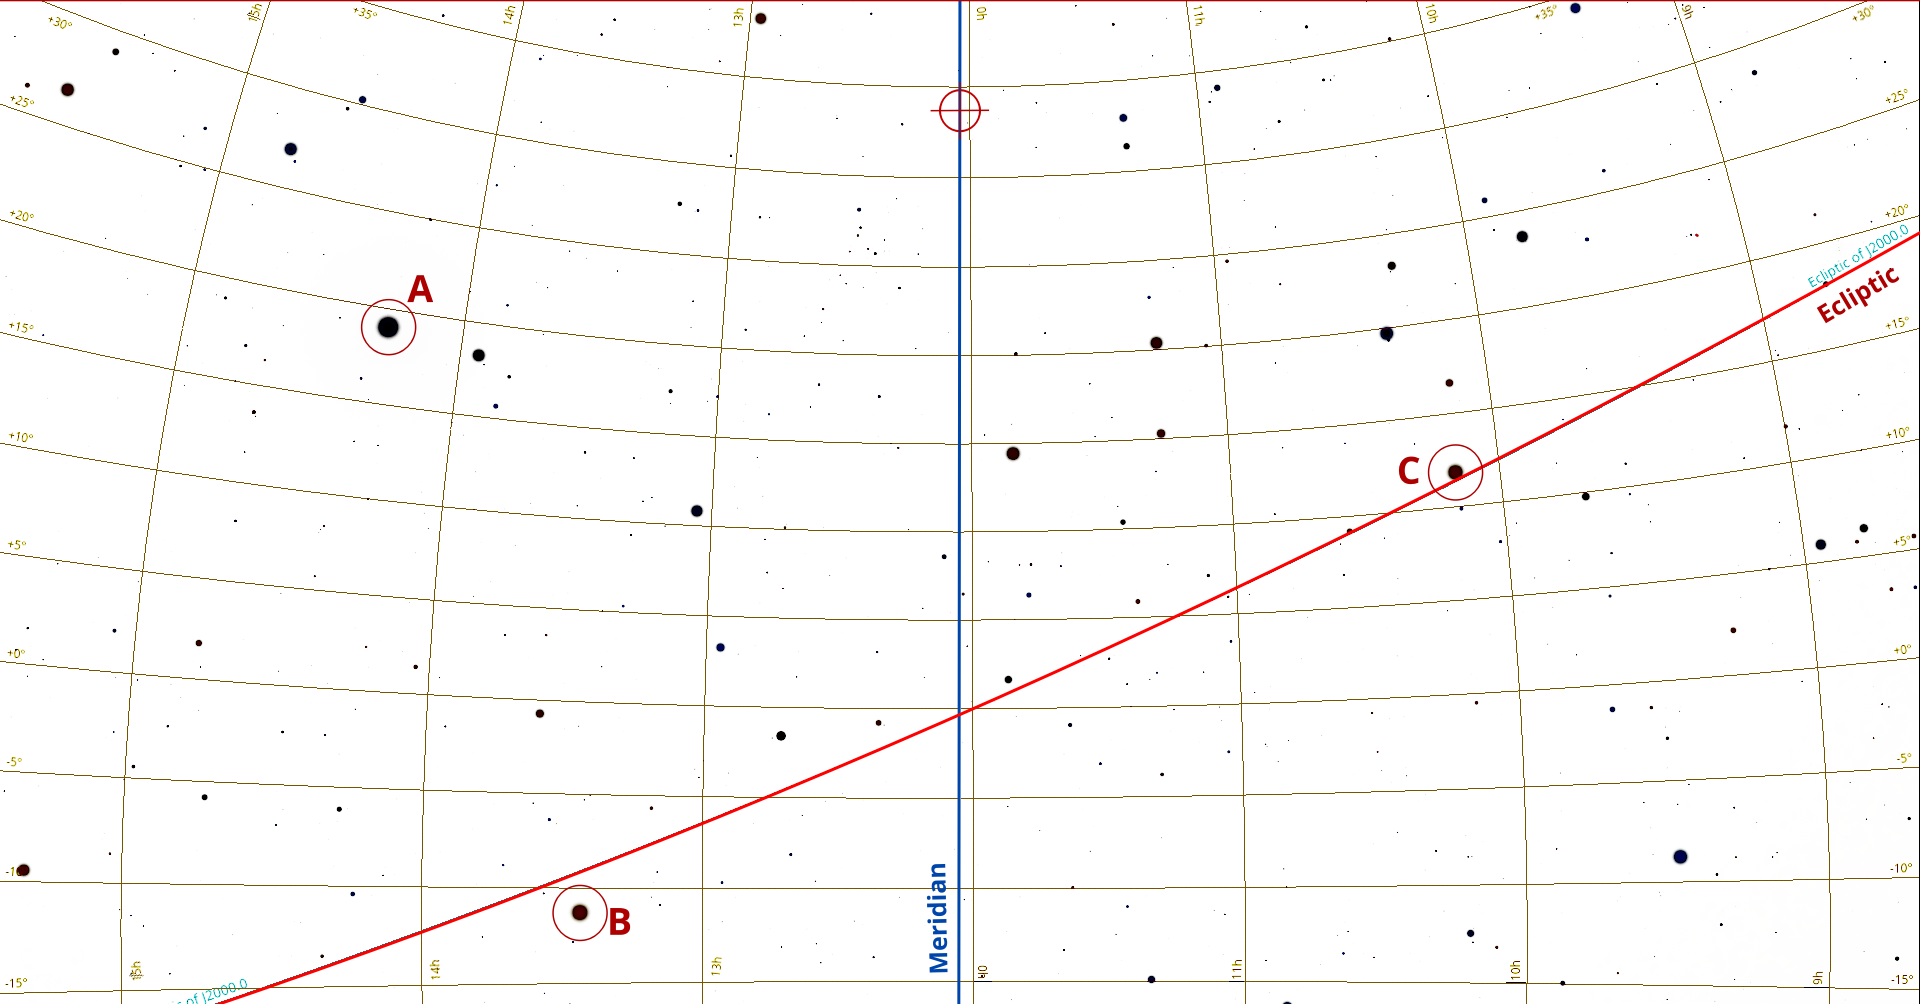 +30°
15h
+35°
14h
13h
0h
11h
10h
+35°
9h
+30°
+25°
+25°
+20°
+20°
Ecliptic of J2000.0
Ecliptic
A
+15°
+15°
+10°
+10°
C
+5°
+5°
+0°
+0°
-5°
-5°
-10°
-10°
B
Meridian
15h
14h
13h
0h
11h
10h
9h
-15°
-15°
of J2000.0